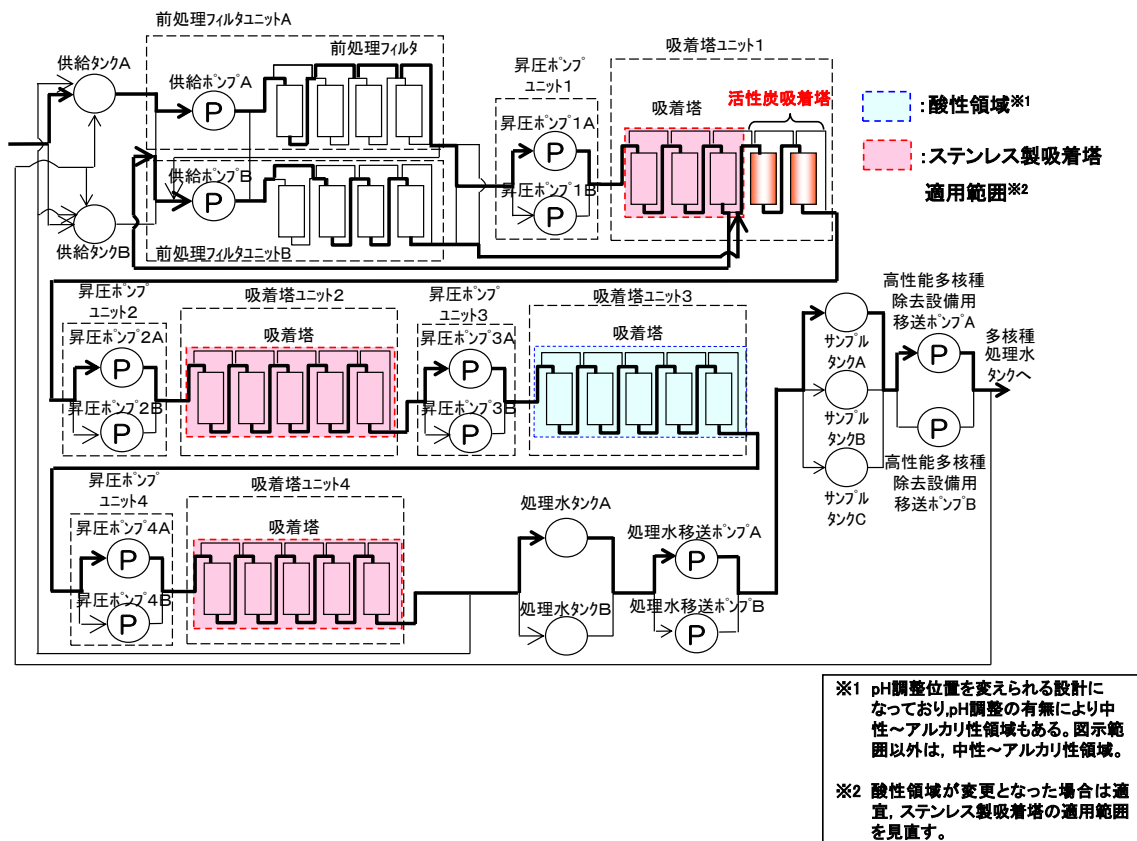 前処理フィルタユニットA
前処理フィルタ
供給タンクA
供給ポンプA
P
供給ポンプB
P
供給タンクB
前処理フィルタユニットB
昇圧ポンプ
ユニット1
昇圧ポンプ1A
P
昇圧ポンプ1B
P
吸着塔ユニット1
吸着塔
活性炭吸着塔
:酸性領域※1
:ステンレス製吸着塔
適用範囲※2
昇圧ポンプ
ユニット2
昇圧ポンプ2A
P
昇圧ポンプ2B
P
吸着塔ユニット2
吸着塔
昇圧ポンプ
ユニット3
昇圧ポンプ3A
P
昇圧ポンプ3B
P
吸着塔ユニット3
吸着塔
サンプル
タンクA
サンプル
タンクB
サンプル
タンクC
高性能多核種
除去設備用
移送ポンプA
P
P
高性能多核種
除去設備用
移送ポンプB
多核種
処理水
タンクへ
昇圧ポンプ
ユニット4
昇圧ポンプ4A
P
昇圧ポンプ4B
P
吸着塔ユニット4
吸着塔
処理水タンクA
処理水タンクB
処理水移送ポンプA
P
処理水移送ポンプB
P
※1 pH調整位置を変えられる設計に
なっており,pH調整の有無により中
性~アルカリ性領域もある。図示範
囲以外は,中性~アルカリ性領域。
※2 酸性領域が変更となった場合は適
宜,ステンレス製吸着塔の適用範囲
を見直す。